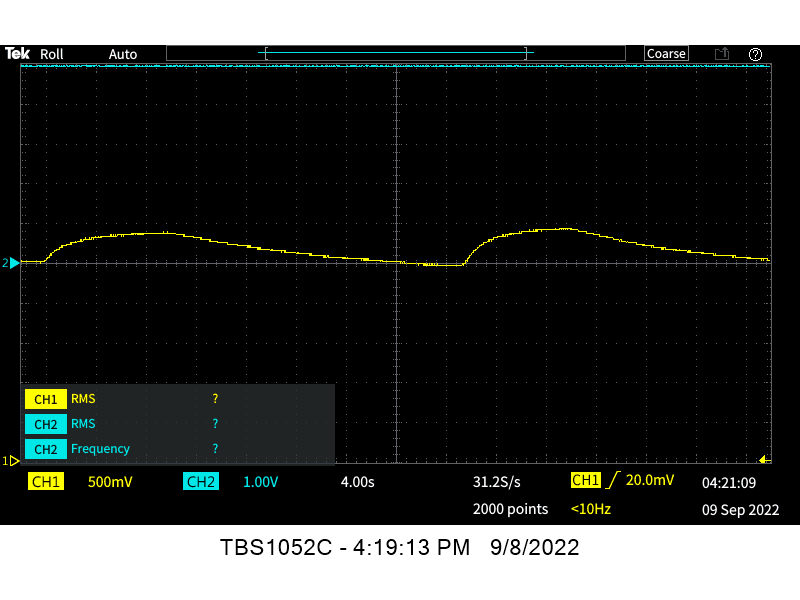 Tek Roll Auto Coarse ?
2
CH1 RMS ?
CH2 RMS ?
CH2 Frequency ?
1
CH1 500mV CH2 1.00V 4.00s 31.2S/s CH1 20.0mV 04:21:09
2000 points <10Hz 09 Sep 2022
TBS1052C - 4:19:13 PM 9/8/2022